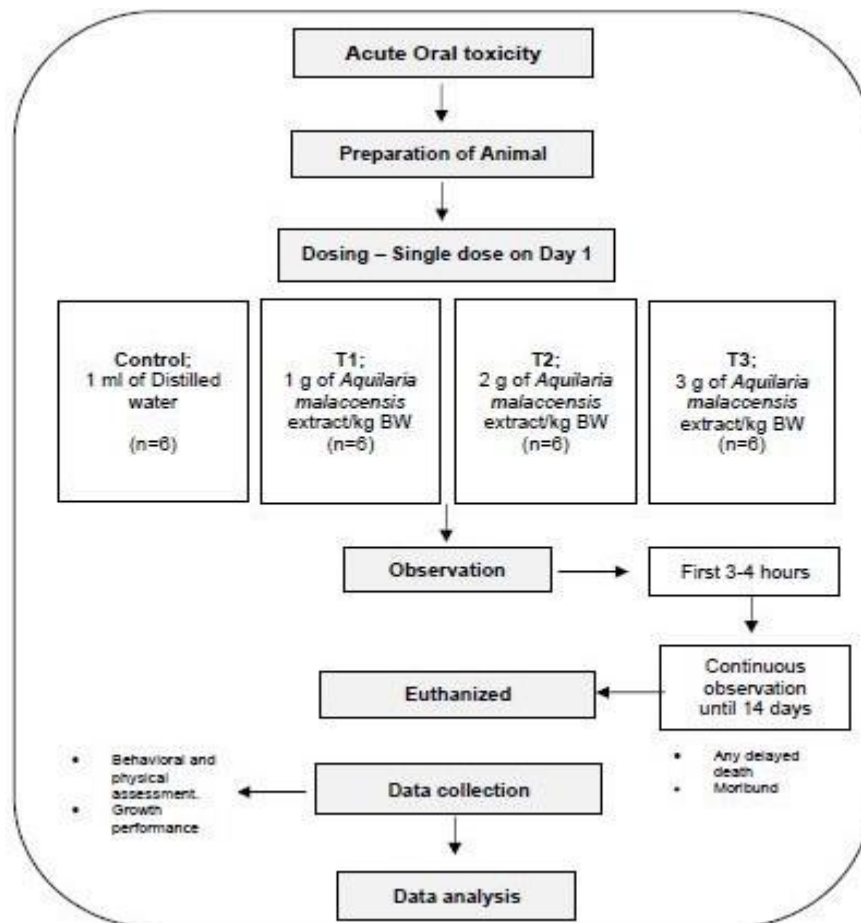 Acute Oral toxicity
Preparation of Animal
Dosing – Single dose on Day 1
Control;
1 ml of Distilled
water
(n=6)
T1;
1 g of Aquilaria
malaccensis
extract/kg BW
(n=6)
T2;
2 g of Aquilaria
malaccensis
extract/kg BW
(n=6)
T3;
3 g of Aquilaria
malaccensis
extract/kg BW
(n=6)
Observation
First 3-4 hours
Continuous
observation
until 14 days
Euthanized
• Any delayed
death
• Moribund
Data collection
• Behavioral and
physical
assessment.
• Growth
performance
Data analysis